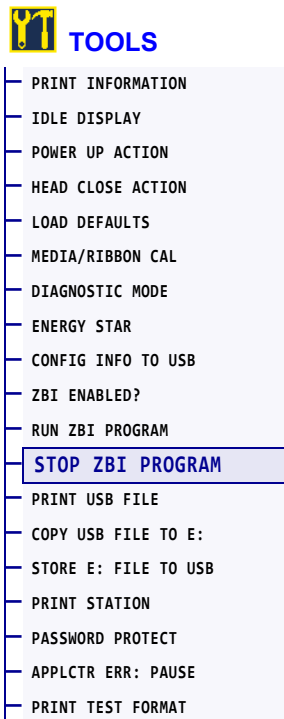 TOOLS
PRINT INFORMATION
IDLE DISPLAY
POWER UP ACTION
HEAD CLOSE ACTION
LOAD DEFAULTS
MEDIA/RIBBON CAL
DIAGNOSTIC MODE
ENERGY STAR
CONFIG INFO TO USB
ZBI ENABLED?
RUN ZBI PROGRAM
STOP ZBI PROGRAM
PRINT USB FILE
COPY USB FILE TO E:
STORE E: FILE TO USB
PRINT STATION
PASSWORD PROTECT
APPLCTR ERR: PAUSE
PRINT TEST FORMAT